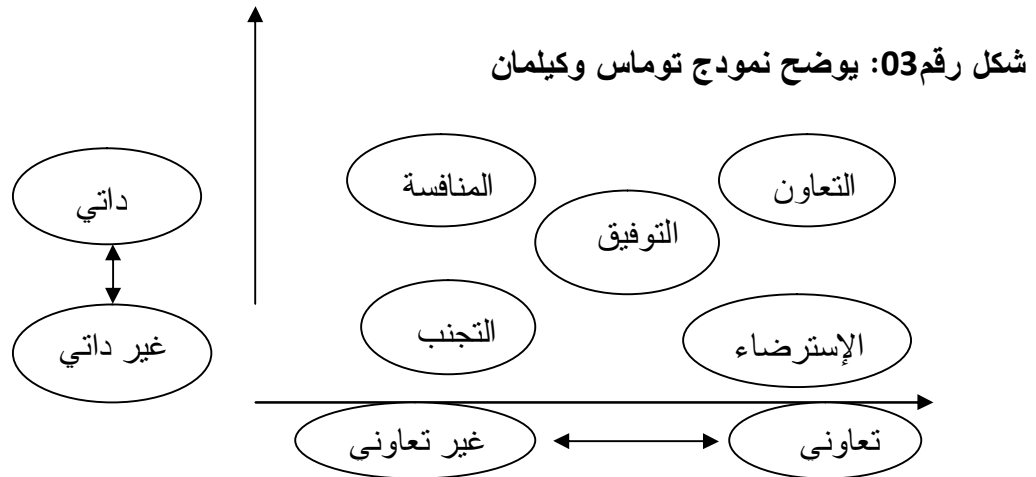 شكل رقم03: يوضح نمودج توماس وكيلمان
التعاون
المنافسة
داتي
التوفيق
التجنب
الإسترضاء
غير داتي
تعاوني
غير تعاوني